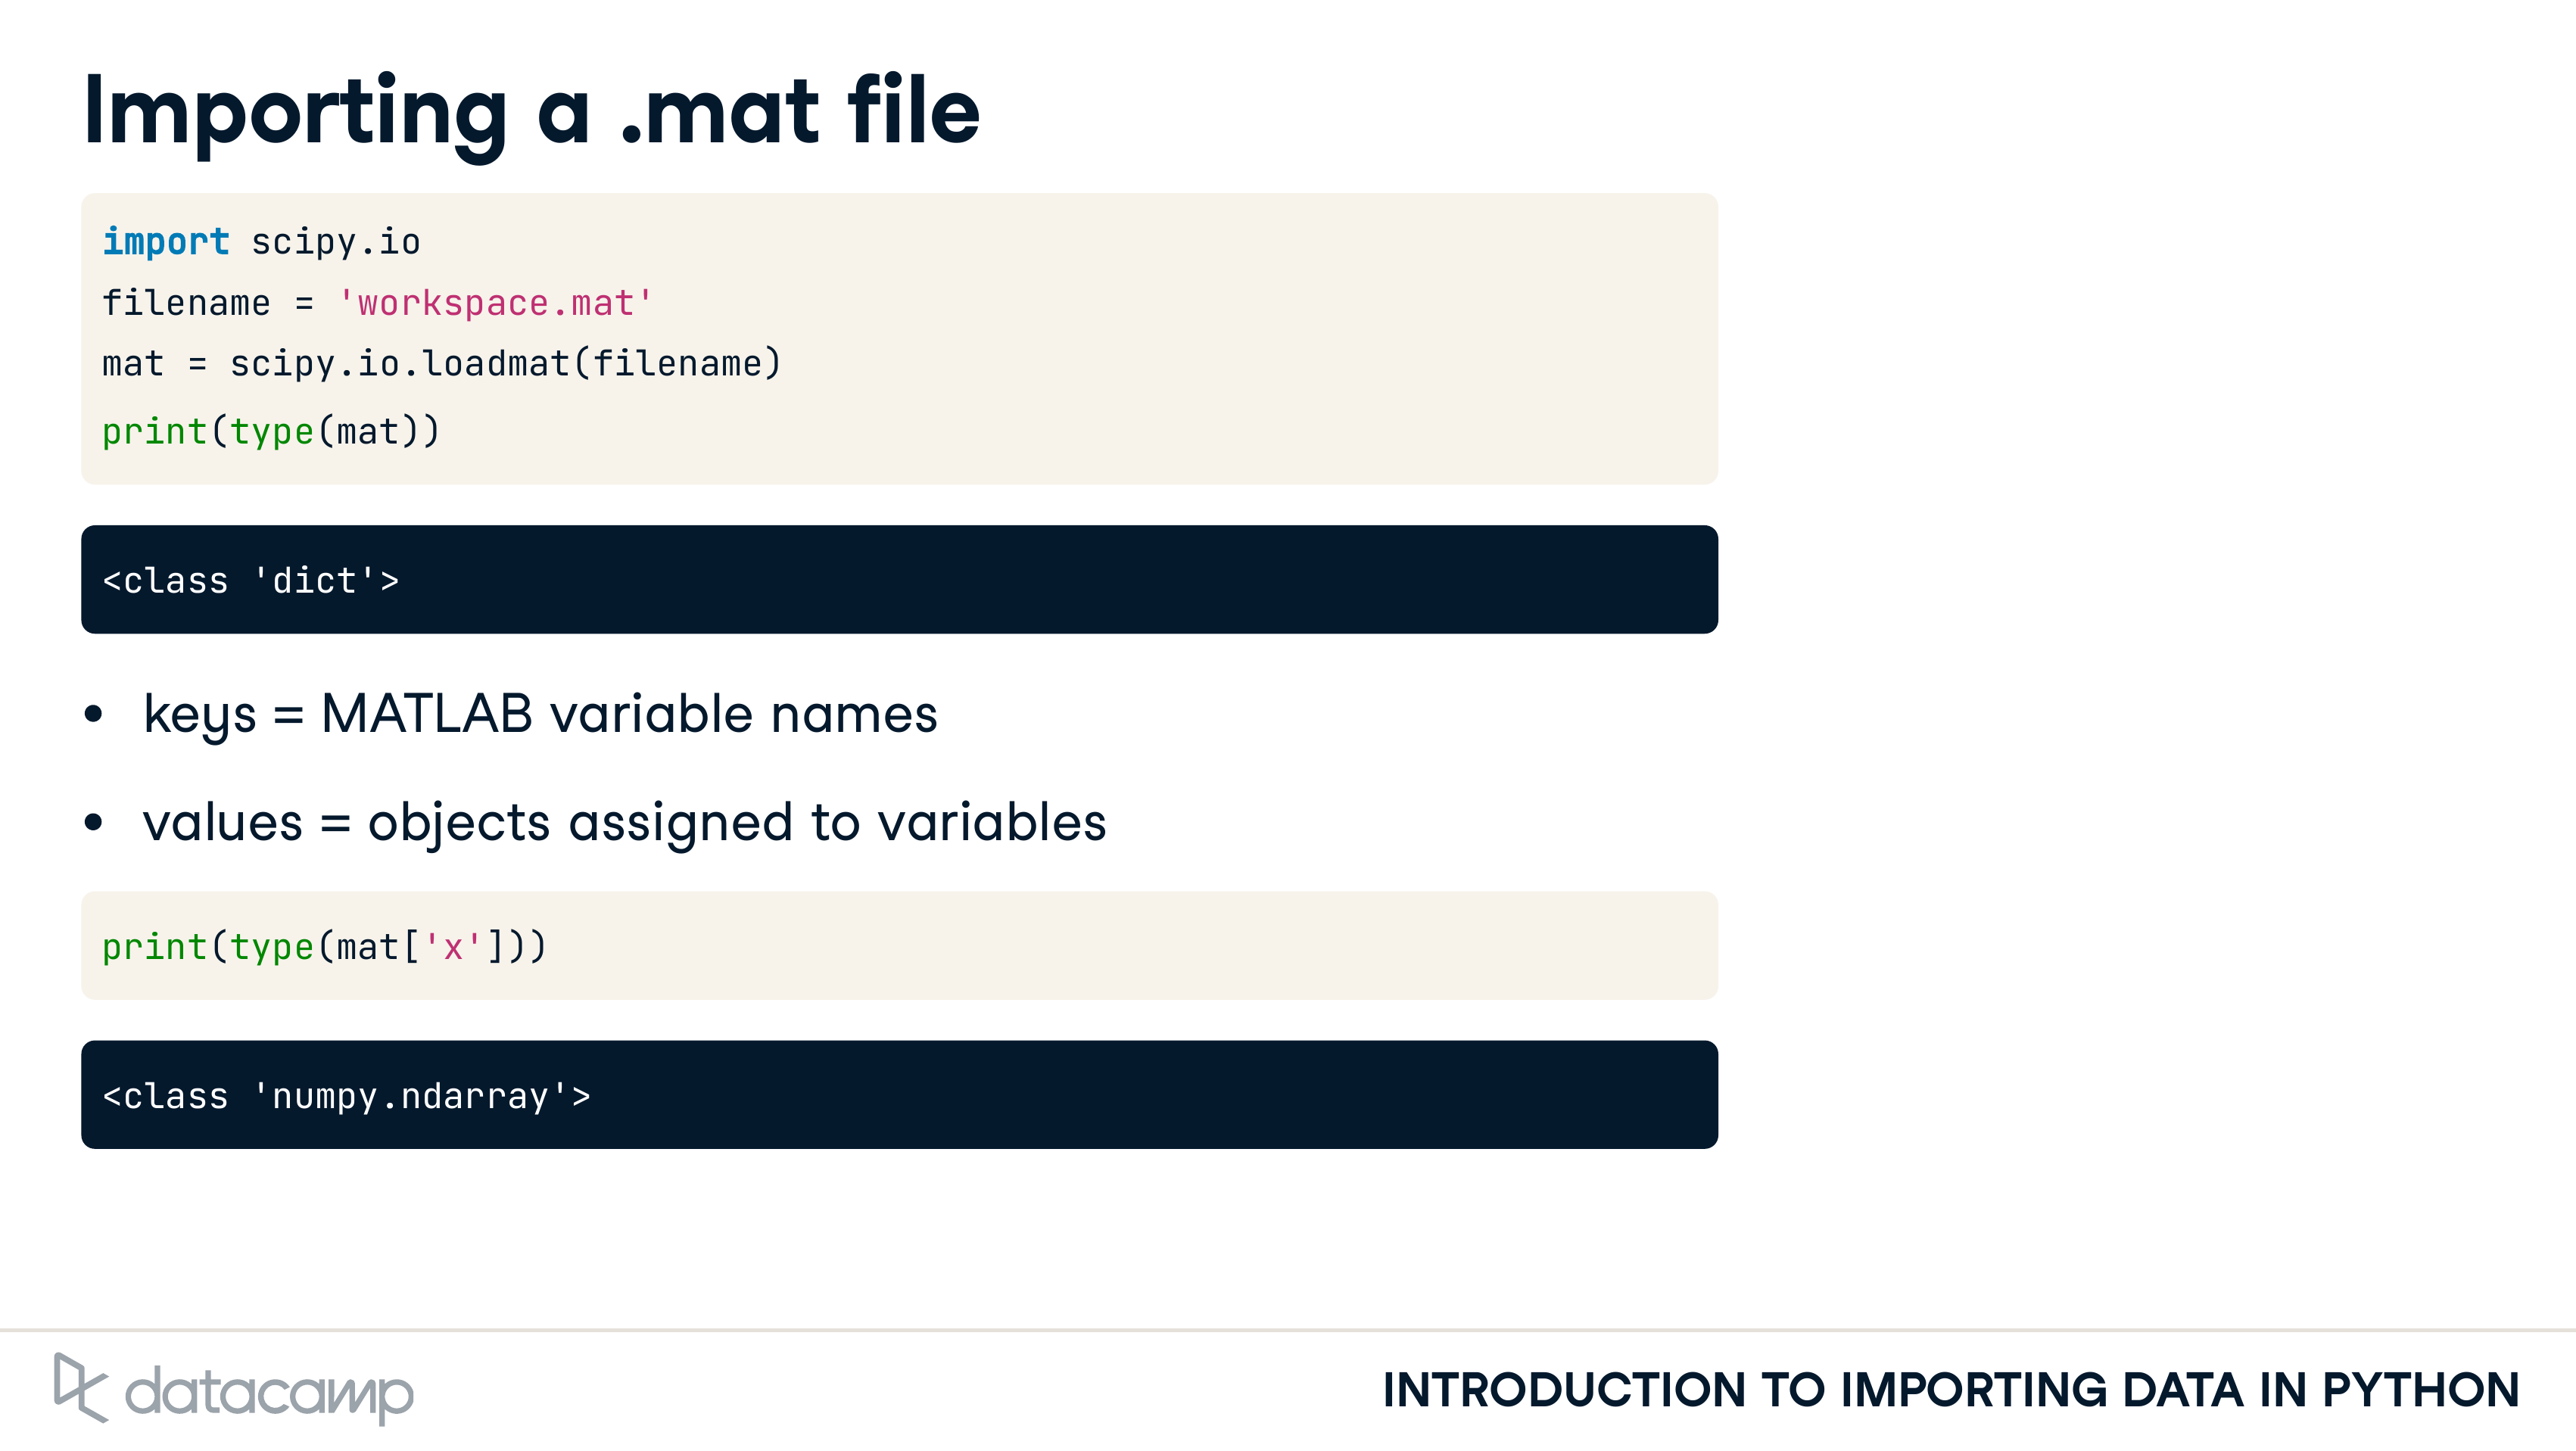 Importing a .mat file
import scipy.io
filename = 'workspace.mat'
mat = scipy.io.loadmat(filename)
print(type(mat))
<class 'dict'>
• keys = MATLAB variable names
• values = objects assigned to variables
print(type(mat['x']))
<class 'numpy.ndarray'>
datacamp
INTRODUCTION TO IMPORTING DATA IN PYTHON